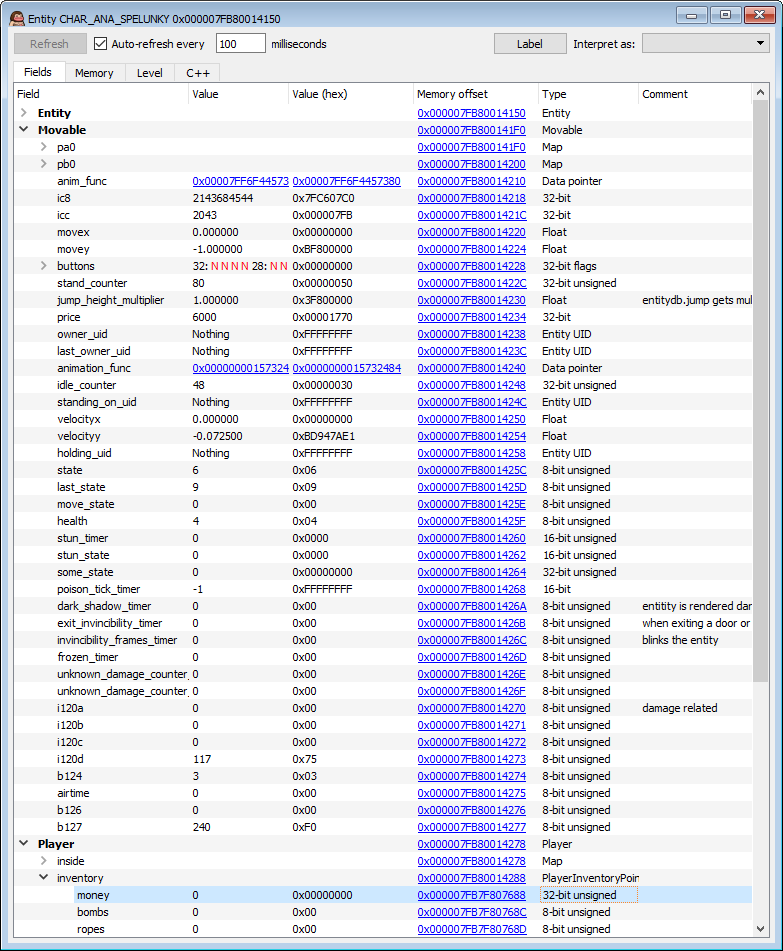 Entity CHAR_ANA_SPELUNKY 0x000007FB80014150
Refresh Auto-refresh every 100 milliseconds Label Interpret as:
Fields Memory Level C++
Field Value Value (hex) Memory offset Type Comment
Entity 0x000007FB80014150 Entity
Movable 0x000007FB800141F0 Movable
pa0 0x000007FB800141F0 Map
pb0 0x000007FB80014200 Map
anim_func 0x00007FF6F44573 0x00007FF6F4457380 0x000007FB80014210 Data pointer
ic8 2143684544 0x7FC607C0 0x000007FB80014218 32-bit
icc 2043 0x000007FB 0x000007FB8001421C 32-bit
movex 0.000000 0x00000000 0x000007FB80014220 Float
movey -1.000000 0xBF800000 0x000007FB80014224 Float
buttons 32: N N N N 28: N N 0x00000000 0x000007FB80014228 32-bit flags
stand_counter 80 0x00000050 0x000007FB8001422C 32-bit unsigned
jump_height_multiplier 1.000000 0x3F800000 0x000007FB80014230 Float entitydb.jump gets mul
price 6000 0x00001770 0x000007FB80014234 32-bit
owner_uid Nothing 0xFFFFFFFF 0x000007FB80014238 Entity UID
last_owner_uid Nothing 0xFFFFFFFF 0x000007FB8001423C Entity UID
animation_func 0x00000000157324 0x0000000015732484 0x000007FB80014240 Data pointer
idle_counter 48 0x00000030 0x000007FB80014248 32-bit unsigned
standing_on_uid Nothing 0xFFFFFFFF 0x000007FB8001424C Entity UID
velocityx 0.000000 0x00000000 0x000007FB80014250 Float
velocityy -0.072500 0xBD947AE1 0x000007FB80014254 Float
holding_uid Nothing 0xFFFFFFFF 0x000007FB80014258 Entity UID
state 6 0x06 0x000007FB8001425C 8-bit unsigned
last_state 9 0x09 0x000007FB8001425D 8-bit unsigned
move_state 0 0x00 0x000007FB8001425E 8-bit unsigned
health 4 0x04 0x000007FB8001425F 8-bit unsigned
stun_timer 0 0x0000 0x000007FB80014260 16-bit unsigned
stun_state 0 0x0000 0x000007FB80014262 16-bit unsigned
some_state 0 0x00000000 0x000007FB80014264 32-bit unsigned
poison_tick_timer -1 0xFFFFFFFF 0x000007FB80014268 16-bit
dark_shadow_timer 0 0x00 0x000007FB8001426A 8-bit unsigned entitity is rendered dar
exit_invincibility_timer 0 0x00 0x000007FB8001426B 8-bit unsigned when exiting a door or
invincibility_frames_timer 0 0x00 0x000007FB8001426C 8-bit unsigned blinks the entity
frozen_timer 0 0x00 0x000007FB8001426D 8-bit unsigned
unknown_damage_counter_ 0 0x00 0x000007FB8001426E 8-bit unsigned
unknown_damage_counter_ 0 0x00 0x000007FB8001426F 8-bit unsigned
i120a 0 0x00 0x000007FB80014270 8-bit unsigned damage related
i120b 0 0x00 0x000007FB80014271 8-bit unsigned
i120c 0 0x00 0x000007FB80014272 8-bit unsigned
i120d 117 0x75 0x000007FB80014273 8-bit unsigned
b124 3 0x03 0x000007FB80014274 8-bit unsigned
airtime 0 0x00 0x000007FB80014275 8-bit unsigned
b126 0 0x00 0x000007FB80014276 8-bit unsigned
b127 240 0xF0 0x000007FB80014277 8-bit unsigned
Player 0x000007FB80014278 Player
inside 0x000007FB80014278 Map
inventory 0x000007FB80014288 PlayerInventoryPoin
money 0 0x00000000 0x000007FB7F807688 32-bit unsigned
bombs 0 0x00 0x000007FB7F80768C 8-bit unsigned
ropes 0 0x00 0x000007FB7F80768D 8-bit unsigned